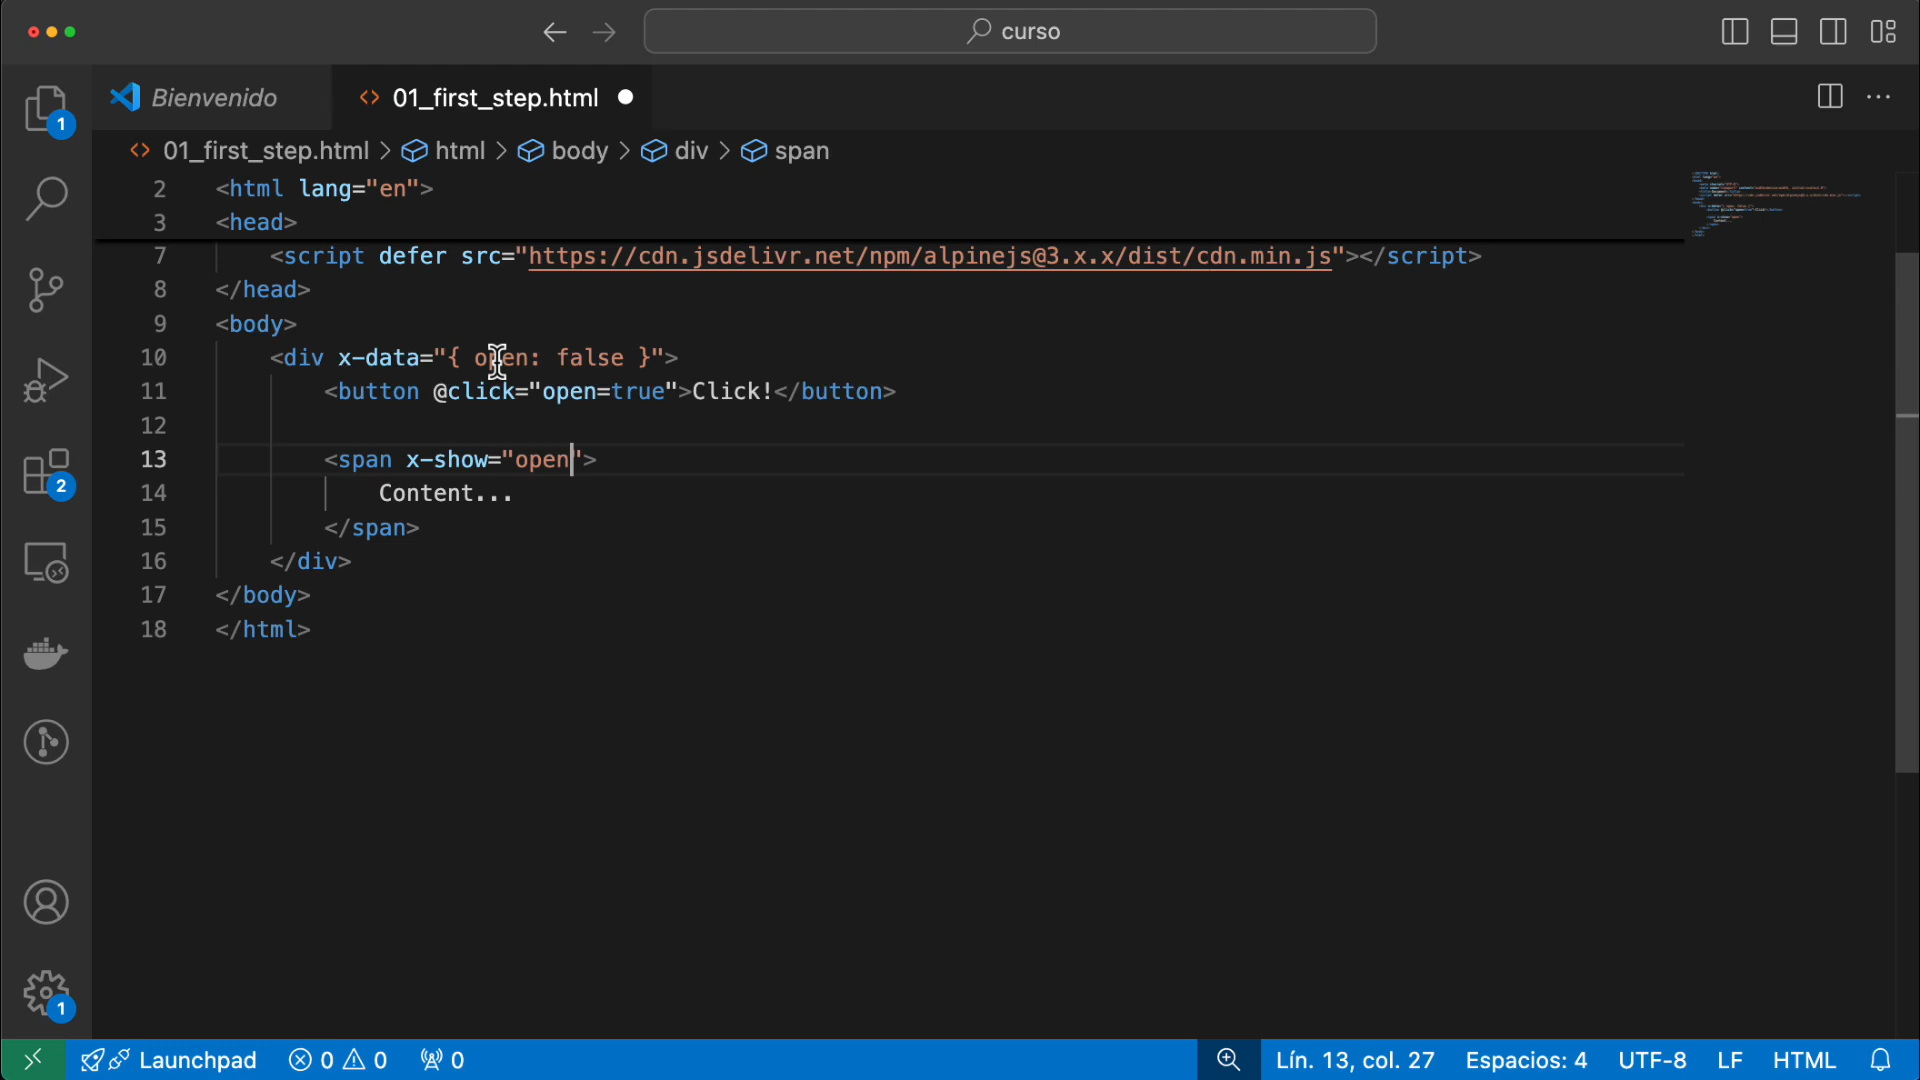 curso
Bienvenido
01_first_step.html
1
01_first_step.html > html > body > div > span
2 <html lang="en">
3 <head>
7 <script defer src="https://cdn.jsdelivr.net/npm/alpinejs@3.x.x/dist/cdn.min.js"></script>
8 </head>
9 <body>
10 <div x-data="{ open: false }">
11 <button @click="open=true">Click!</button>
12
13 <span x-show="open">
14 Content...
15 </span>
16 </div>
17 </body>
18 </html>
2
1
Launchpad 0 0 0 Lín. 13, col. 27 Espacios: 4 UTF-8 LF HTML